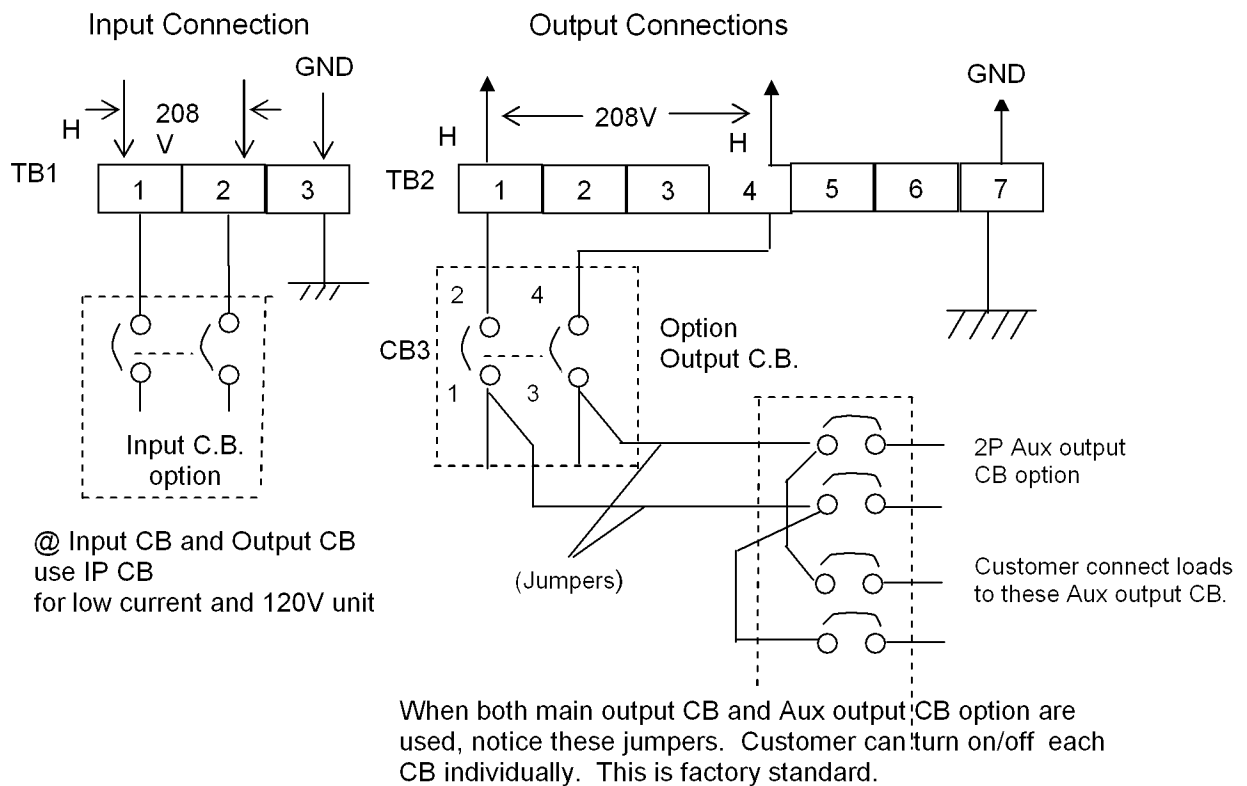 Input Connection
Output Connections
GND
GND
H
208
V
H
208V
H
TB1
1
2
3
TB2
1
2
3
4
5
6
7
2
4
CB3
1
3
Option
Output C.B.
Input C.B.
option
2P Aux output
CB option
@ Input CB and Output CB
use IP CB
for low current and 120V unit
(Jumpers)
Customer connect loads
to these Aux output CB.
When both main output CB and Aux output CB option are
used, notice these jumpers. Customer can turn on/off each
CB individually. This is factory standard.